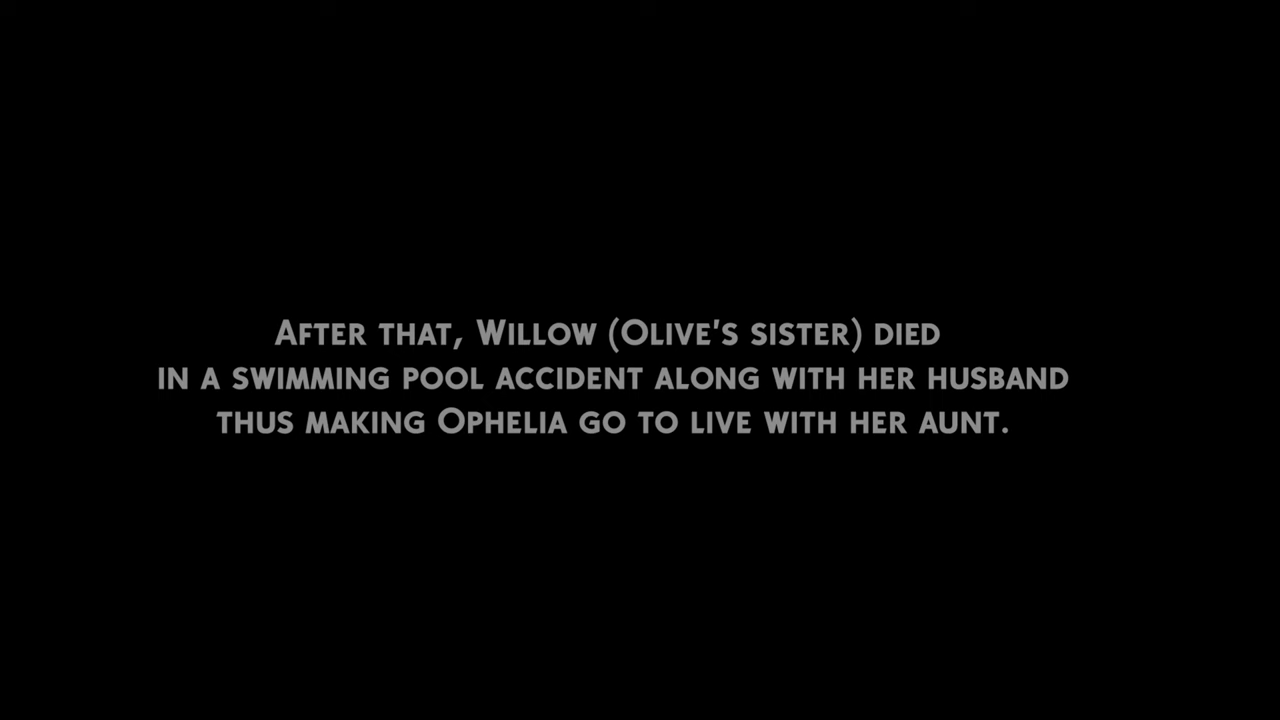 After that, Willow (Olive's sister) died
in a swimming pool accident along with her husband
thus making Ophelia go to live with her aunt.